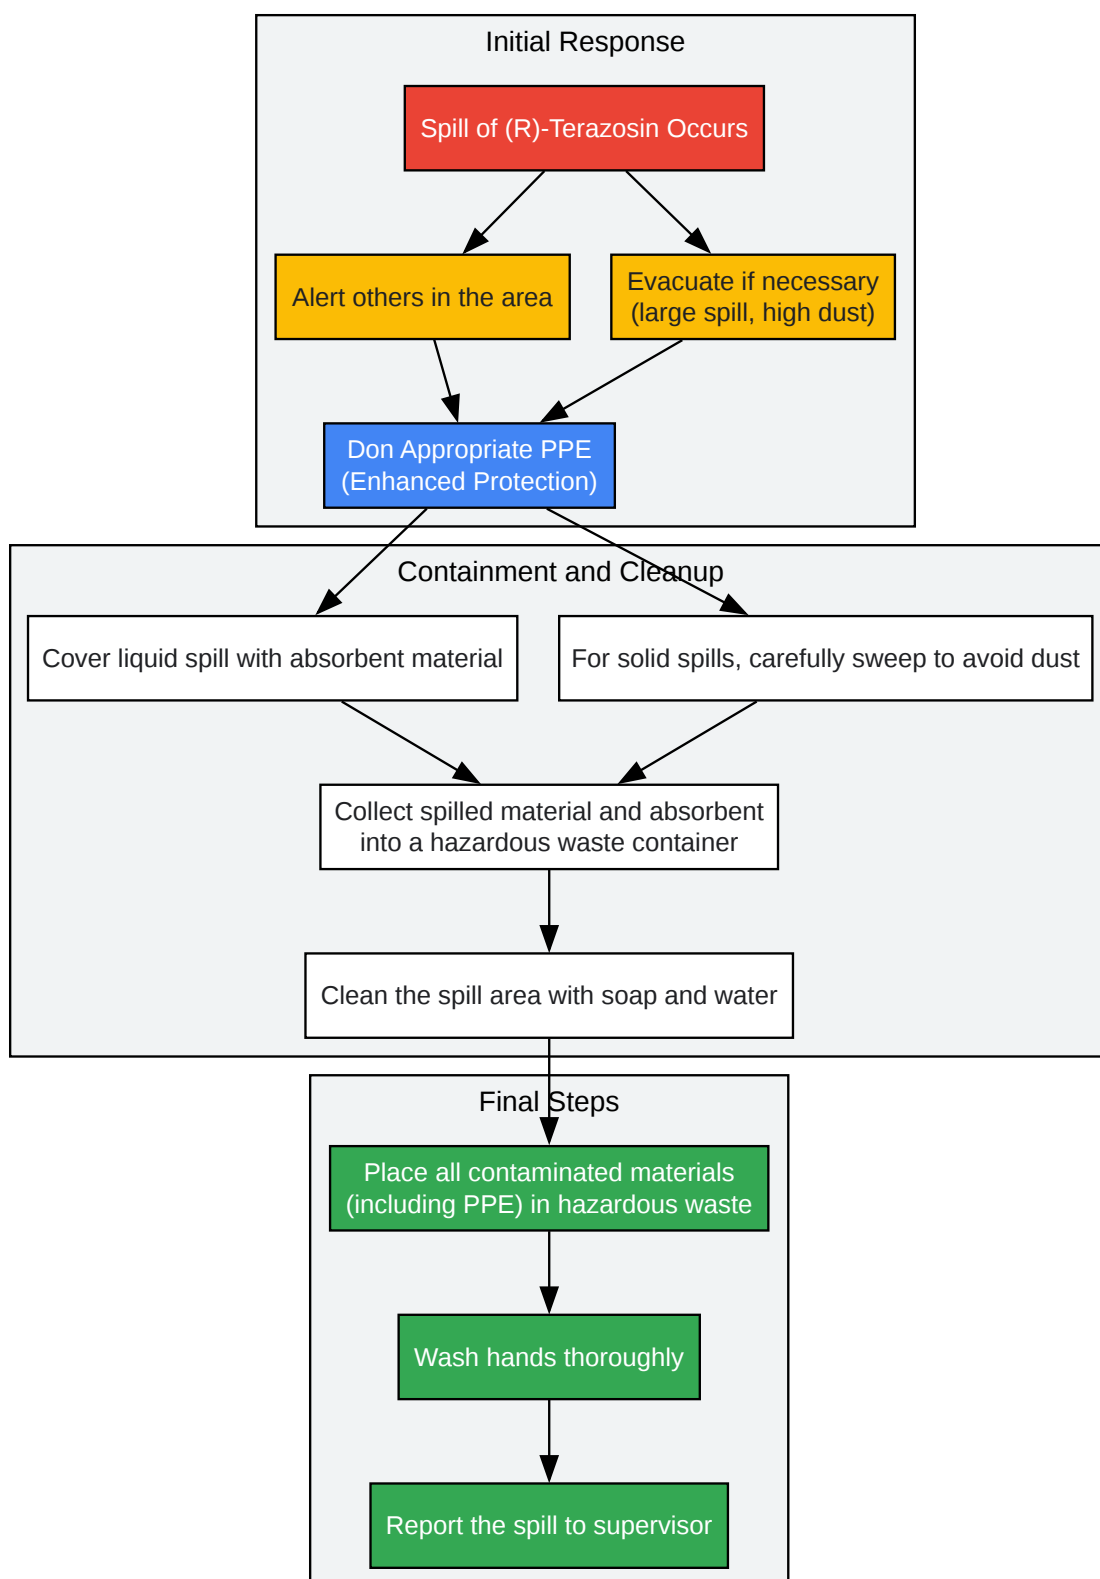 Initial Response
Spill of (R)-Terazosin Occurs
Alert others in the area
Evacuate if necessary
(large spill, high dust)
Don Appropriate PPE
(Enhanced Protection)
Containment and Cleanup
Cover liquid spill with absorbent material
For solid spills, carefully sweep to avoid dust
Collect spilled material and absorbent
into a hazardous waste container
Clean the spill area with soap and water
Final Steps
Place all contaminated materials
(including PPE) in hazardous waste
Wash hands thoroughly
Report the spill to supervisor